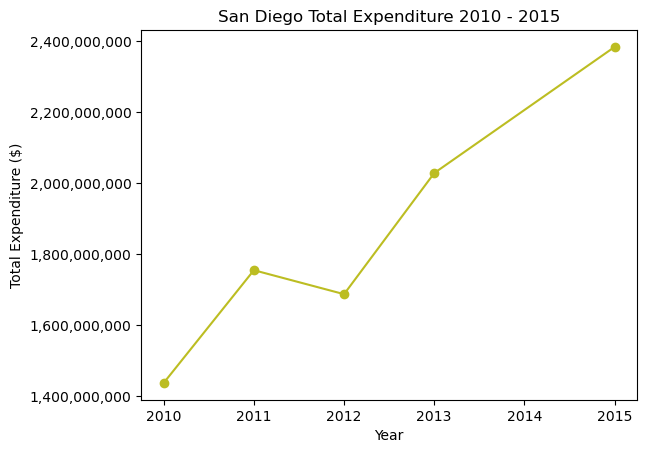 San Diego Total Expenditure 2010 - 2015
2,400,000,000
2,200,000,000
2,000,000,000
1,800,000,000
1,600,000,000
1,400,000,000
Total Expenditure ($)
2010 2011 2012 2013 2014 2015
Year